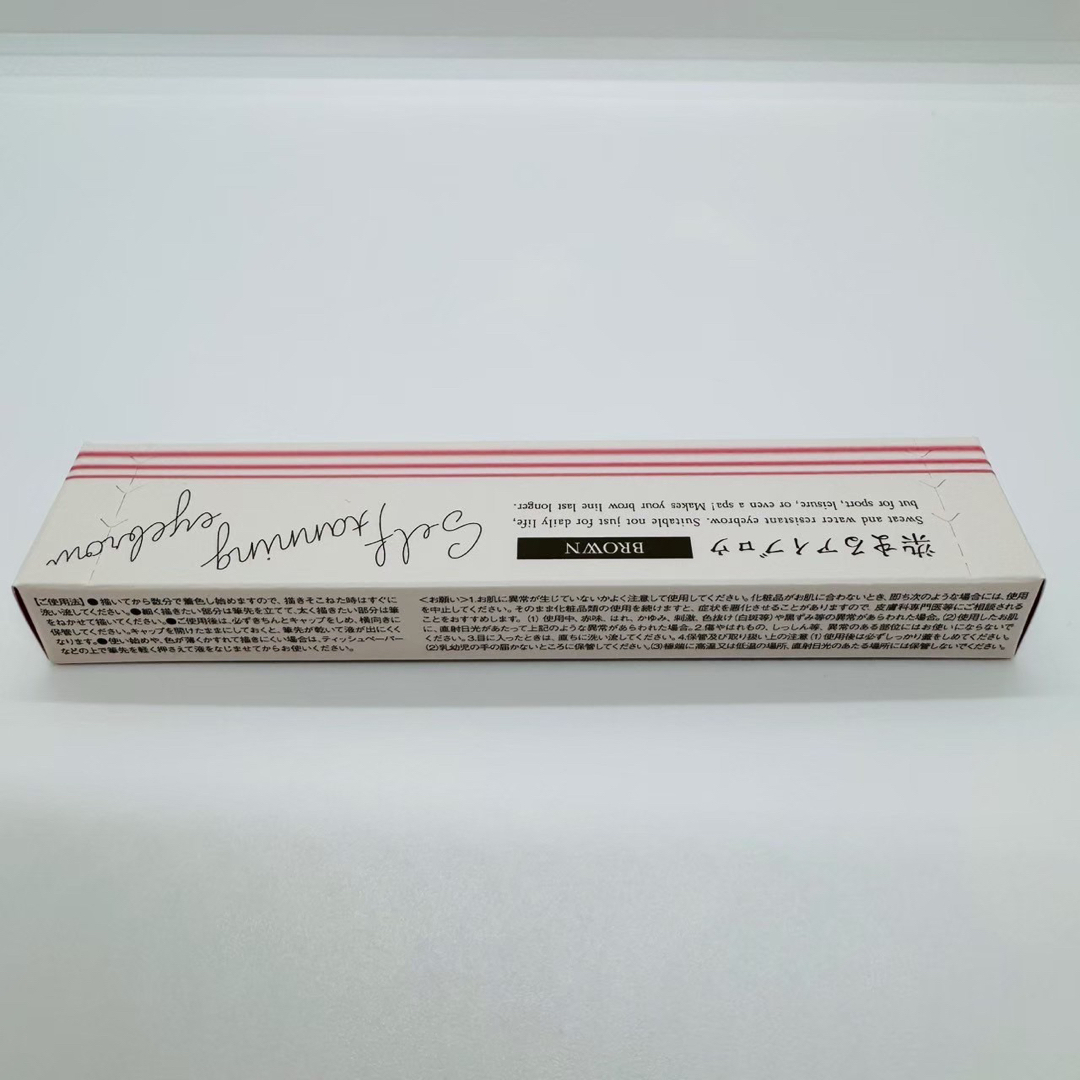 Self tanning
eyebrow
染まるアイブロウ
BROWN
Sweat and water resistant eyebrow. Suitable not just for daily life,
but for sport, leisure, or even a spa! Makes your brow line last longer.
【ご使用法】●描いてから数分で着色し始めますので、描きそこねた時はすぐに
洗い流してください。●細く描きたい部分は筆先を立てて、太く描きたい部分は筆
をねかせて描いてください。●ご使用後は、必ずきちんとキャップをしめ、横向きに
保管してください。キャップを開けたままにしておくと、筆先が乾いて液が出にくく
なります。●使い始めや、色が薄くかすれて描きにくい場合は、ティッシュペーパー
などの上で筆先を軽く押さえて液をなじませてからお使いください。
<お願い>1.お肌に異常が生じていないかよく注意して使用してください。化粧品がお肌に合わないとき、即ち次のような場合には、使用
を中止してください。そのまま化粧品類の使用を続けますと、症状を悪化させることがありますので、皮膚科専門医等にご相談される
ことをおすすめします。(1)使用中、赤味、はれ、かゆみ、刺激、色抜け(白斑等)や黒ずみ等の異常があらわれた場合。(2)使用したお肌
に、直射日光があたって上記のような異常があらわれた場合。2.傷やはれもの、しっしん等、異常のある部位にはお使いにならないで
ください。3.目に入ったときは、直ちに洗い流してください。4.保管及び取り扱い上の注意(1)使用後は必ずしっかり蓋をしめてください。
(2)乳幼児の手の届かないところに保管してください。(3)極端に高温又は低温の場所、直射日光のあたる場所には保管しないでください。